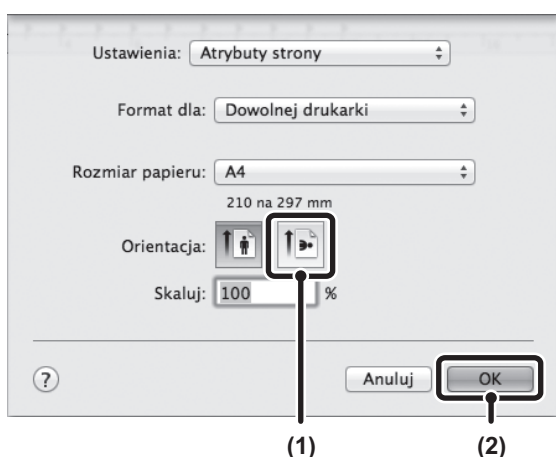 Ustawienia: Atrybuty strony
Format dla: Dowolnej drukarki
Rozmiar papieru: A4
210 na 297 mm
Orientacja:
Skaluj: 100 %
? Anuluj OK
(1) (2)